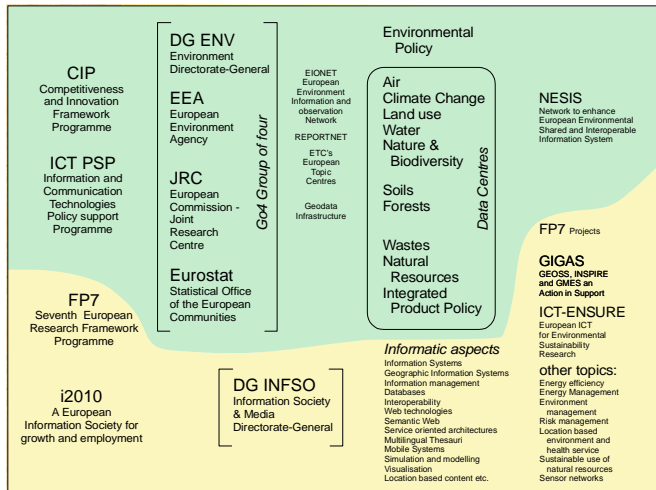 CIP
Competitiveness
and Innovation
Framework
Programme
ICT PSP
Information and
Communication
Technologies
Policy support
Programme
FP7
Seventh European
Research Framework
Programme
i2010
A European
Information Society for
growth and employment
DG ENV
Environment
Directorate-General
EEA
European
Environment
Agency
JRC
European
Commission -
Joint
Research
Centre
Eurostat
Statistical Office
of the European
Communities
Go4 Group of four
DG INFSO
Information Society
& Media
Directorate-General
EIONET
European
Environment
Information and
observation
Network
REPORTNET
ETC's
European
Topic
Centres
Geodata
Infrastructure
Environmental
Policy
Air
Climate Change
Land use
Water
Nature &
Biodiversity
Soils
Forests
Wastes
Natural
Resources
Integrated
Product Policy
Data Centres
Informatic aspects
Information Systems
Geographic Information Systems
Information management
Databases
Interoperability
Web technologies
Semantic Web
Service oriented architectures
Multilingual Thesauri
Mobile Systems
Simulation and modelling
Visualisation
Location based content etc.
NESIS
Network to enhance
European Environmental
Shared and Interoperable
Information System
FP7 Projects
GIGAS
GEOSS, INSPIRE
and GMES an
Action in Support
ICT-ENSURE
European ICT
for Environmental
Sustainability
Research
other topics:
Energy efficiency
Energy Management
Environment
management
Risk management
Location based
environment and
health service
Sustainable use of
natural resources
Sensor networks